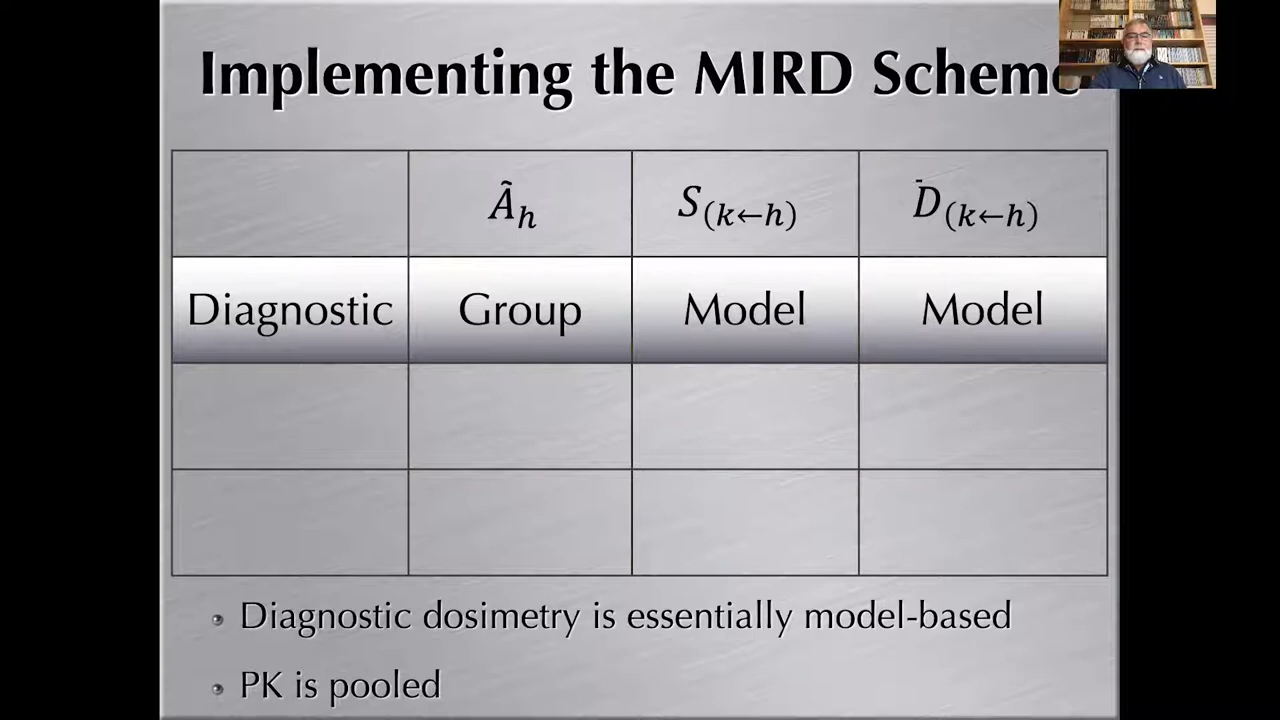 Implementing the MIRD Scheme
Ã_h S_(k←h) D̄_(k←h)
Diagnostic Group Model Model
Diagnostic dosimetry is essentially model-based
PK is pooled